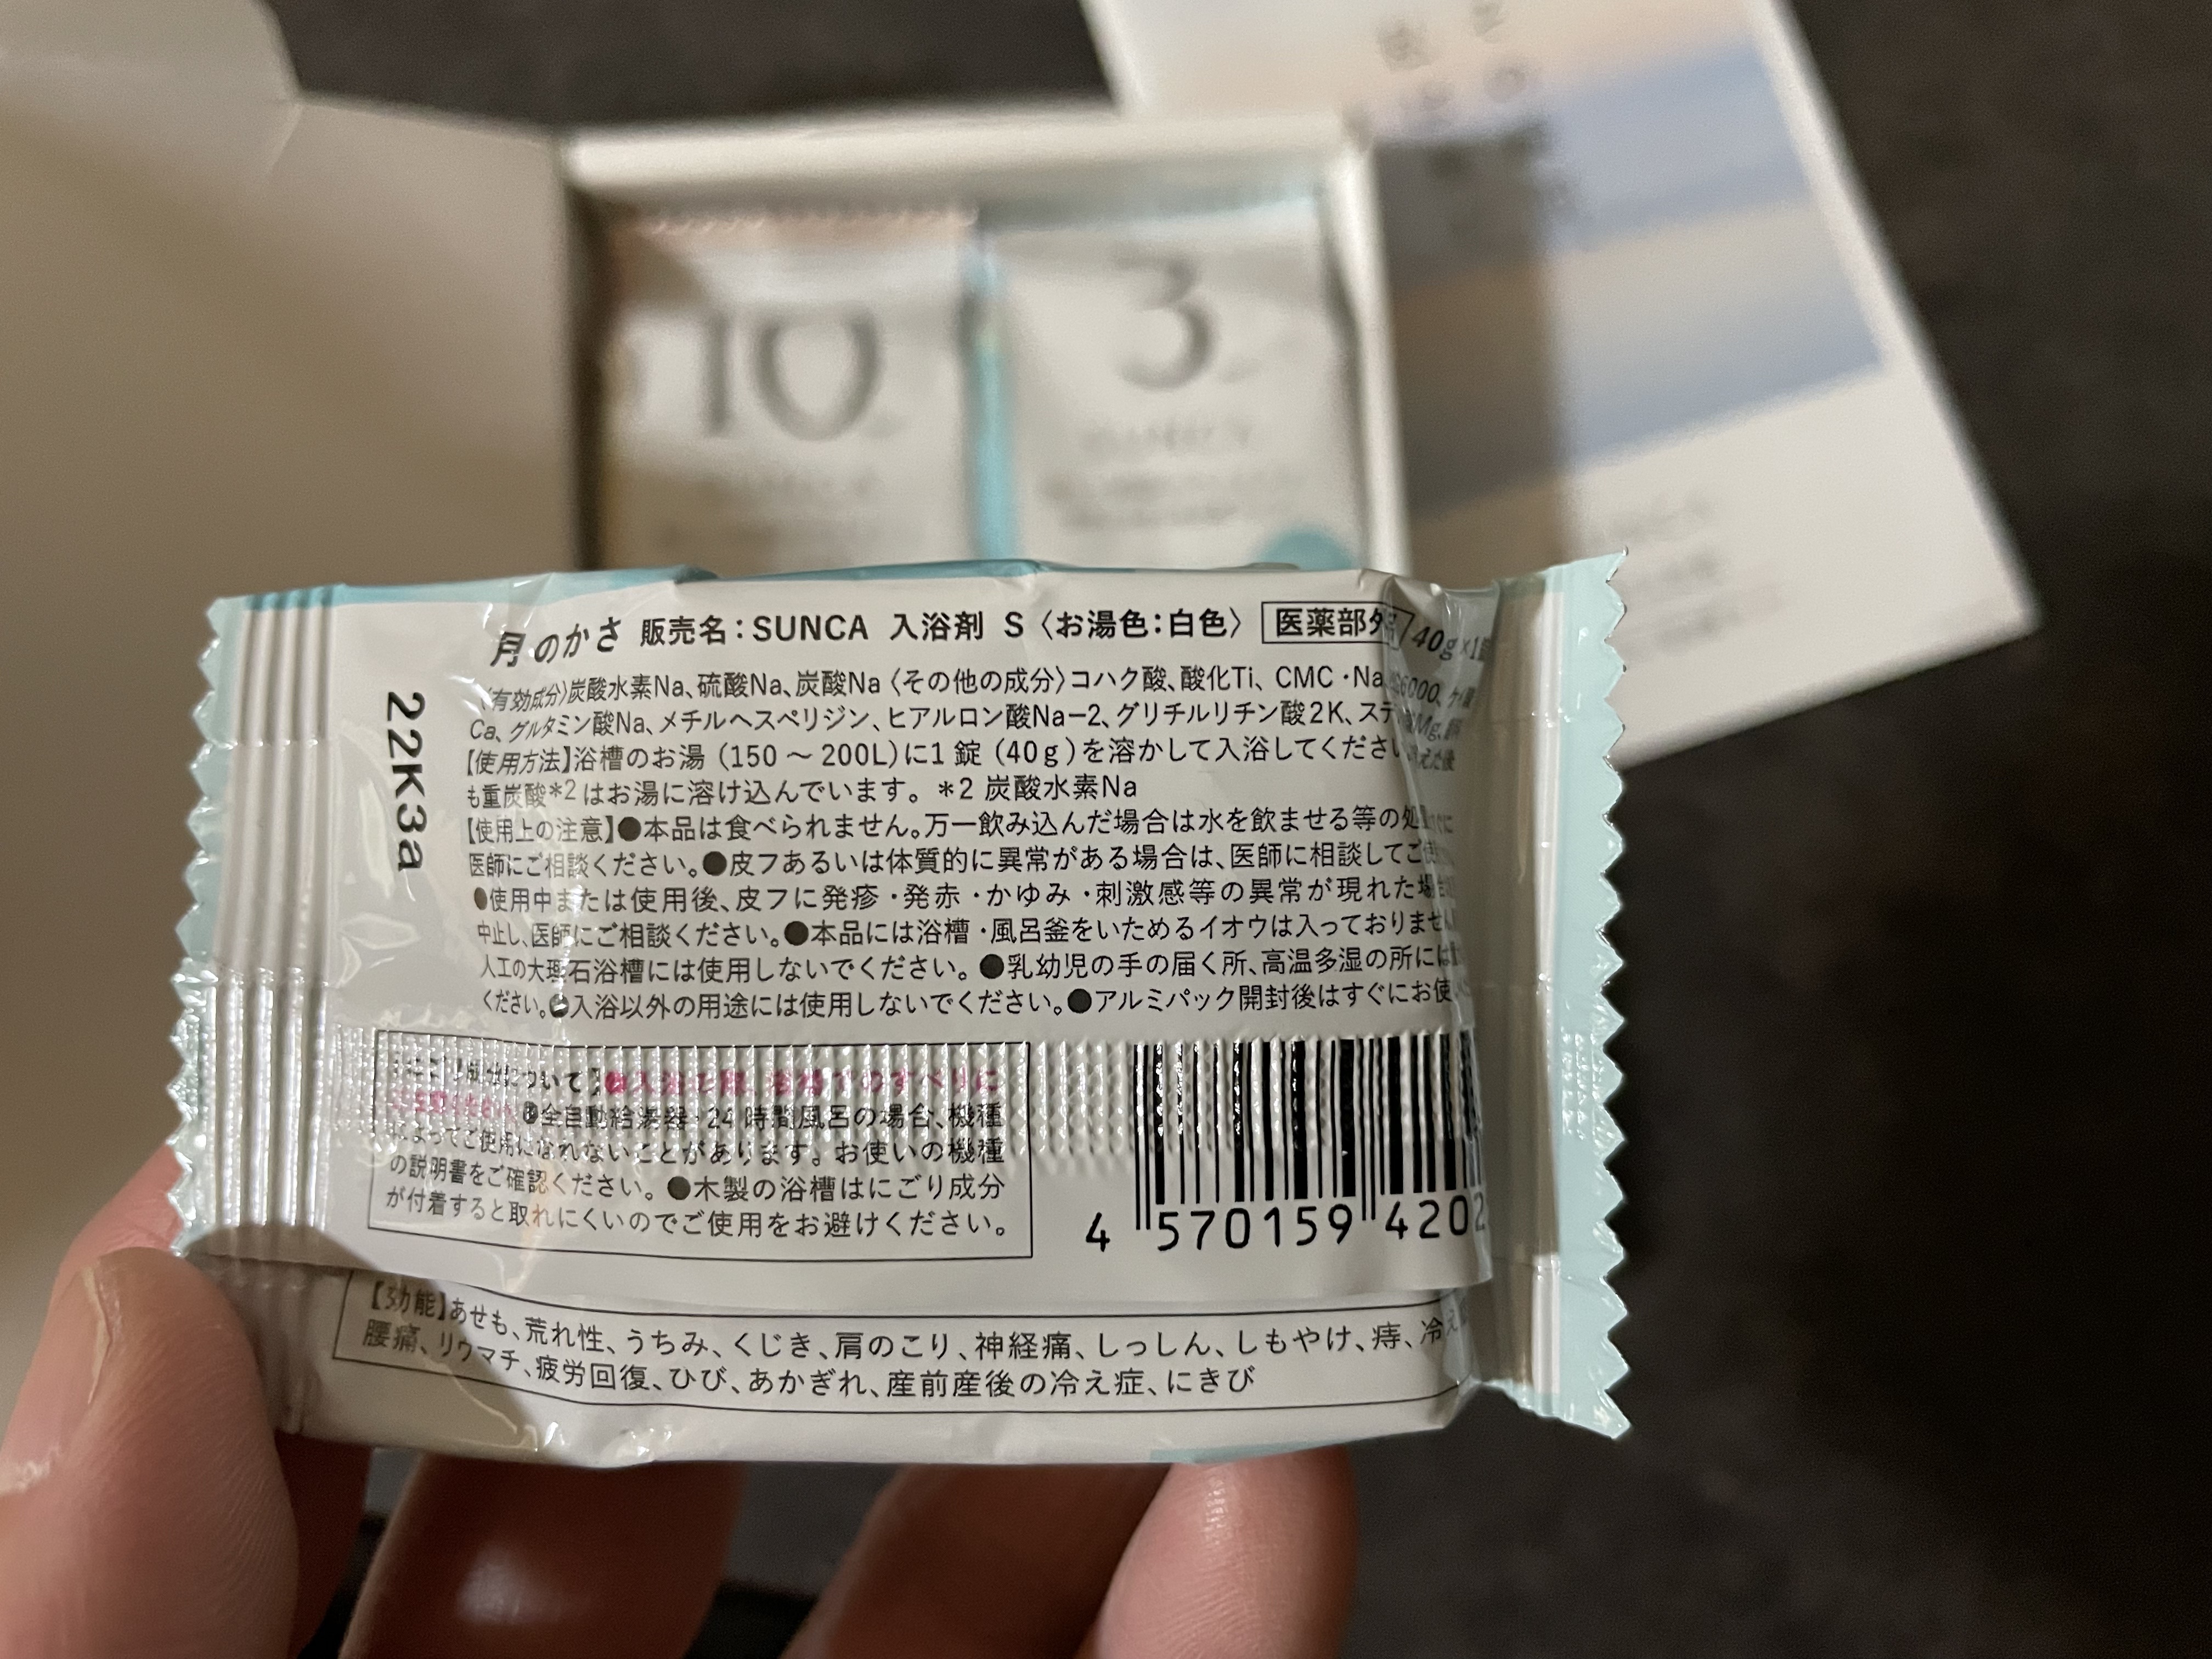 10
3
月のかさ 販売名：SUNCA 入浴剤 S〈お湯色：白色〉 医薬部外品 40g×1錠
〈有効成分〉炭酸水素Na、硫酸Na、炭酸Na〈その他の成分〉コハク酸、酸化Ti、CMC・Na、
Ca、グルタミン酸Na、メチルヘスペリジン、ヒアルロン酸Na−2、グリチルリチン酸2K、ステ
【使用方法】浴槽のお湯（150 〜 200L）に1錠（40g）を溶かして入浴してください。
も重炭酸*2はお湯に溶け込んでいます。 *2 炭酸水素Na
【使用上の注意】●本品は食べられません。万一飲み込んだ場合は水を飲ませる等の処
医師にご相談ください。●皮フあるいは体質的に異常がある場合は、医師に相談してご
●使用中または使用後、皮フに発疹・発赤・かゆみ・刺激感等の異常が現れた場合
中止し、医師にご相談ください。●本品には浴槽・風呂釜をいためるイオウは入っておりません
人工の大理石浴槽には使用しないでください。●乳幼児の手の届く所、高温多湿の所には
ください。●入浴以外の用途には使用しないでください。●アルミパック開封後はすぐにお使
22K3a
について】●入浴の際、浴槽でのすべりに
●全自動給湯器・24時間風呂の場合、機種
によってご使用になれないことがあります。お使いの機種
の説明書をご確認ください。●木製の浴槽はにごり成分
が付着すると取れにくいのでご使用をお避けください。
4 570159 4202
【効能】あせも、荒れ性、うちみ、くじき、肩のこり、神経痛、しっしん、しもやけ、痔、冷え
腰痛、リウマチ、疲労回復、ひび、あかぎれ、産前産後の冷え症、にきび